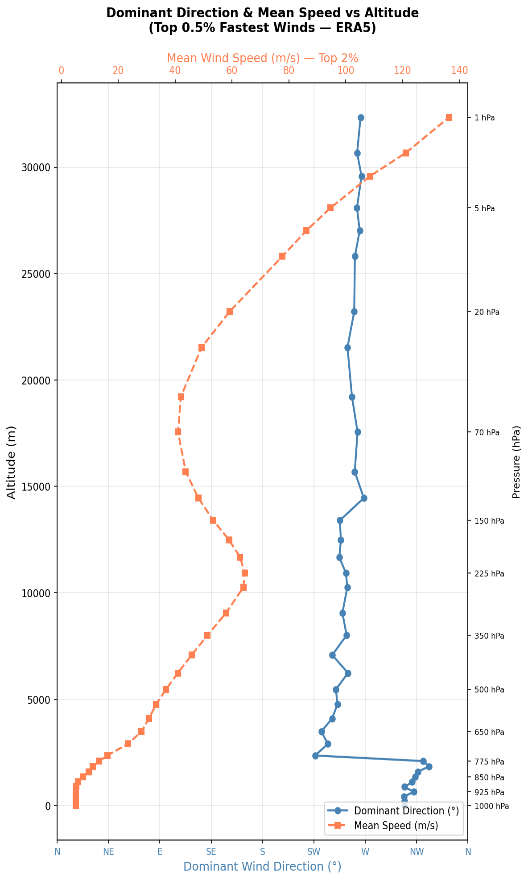 Dominant Direction & Mean Speed vs Altitude
(Top 0.5% Fastest Winds — ERA5)
Mean Wind Speed (m/s) — Top 2%
0 20 40 60 80 100 120 140
1 hPa
30000
5 hPa
25000
20 hPa
20000
70 hPa
15000
150 hPa
10000
225 hPa
350 hPa
500 hPa
5000
650 hPa
775 hPa
850 hPa
925 hPa
0
1000 hPa
Altitude (m)
Pressure (hPa)
Dominant Direction (°)
Mean Speed (m/s)
N NE E SE S SW W NW N
Dominant Wind Direction (°)